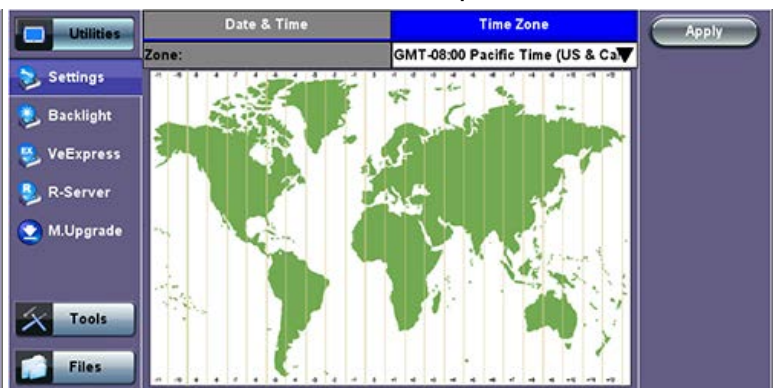 Utilities
Date & Time
Time Zone
Apply
Zone:
GMT-08:00 Pacific Time (US & Ca
Settings
Backlight
EX
VeExpress
R
R-Server
M.Upgrade
Tools
Files